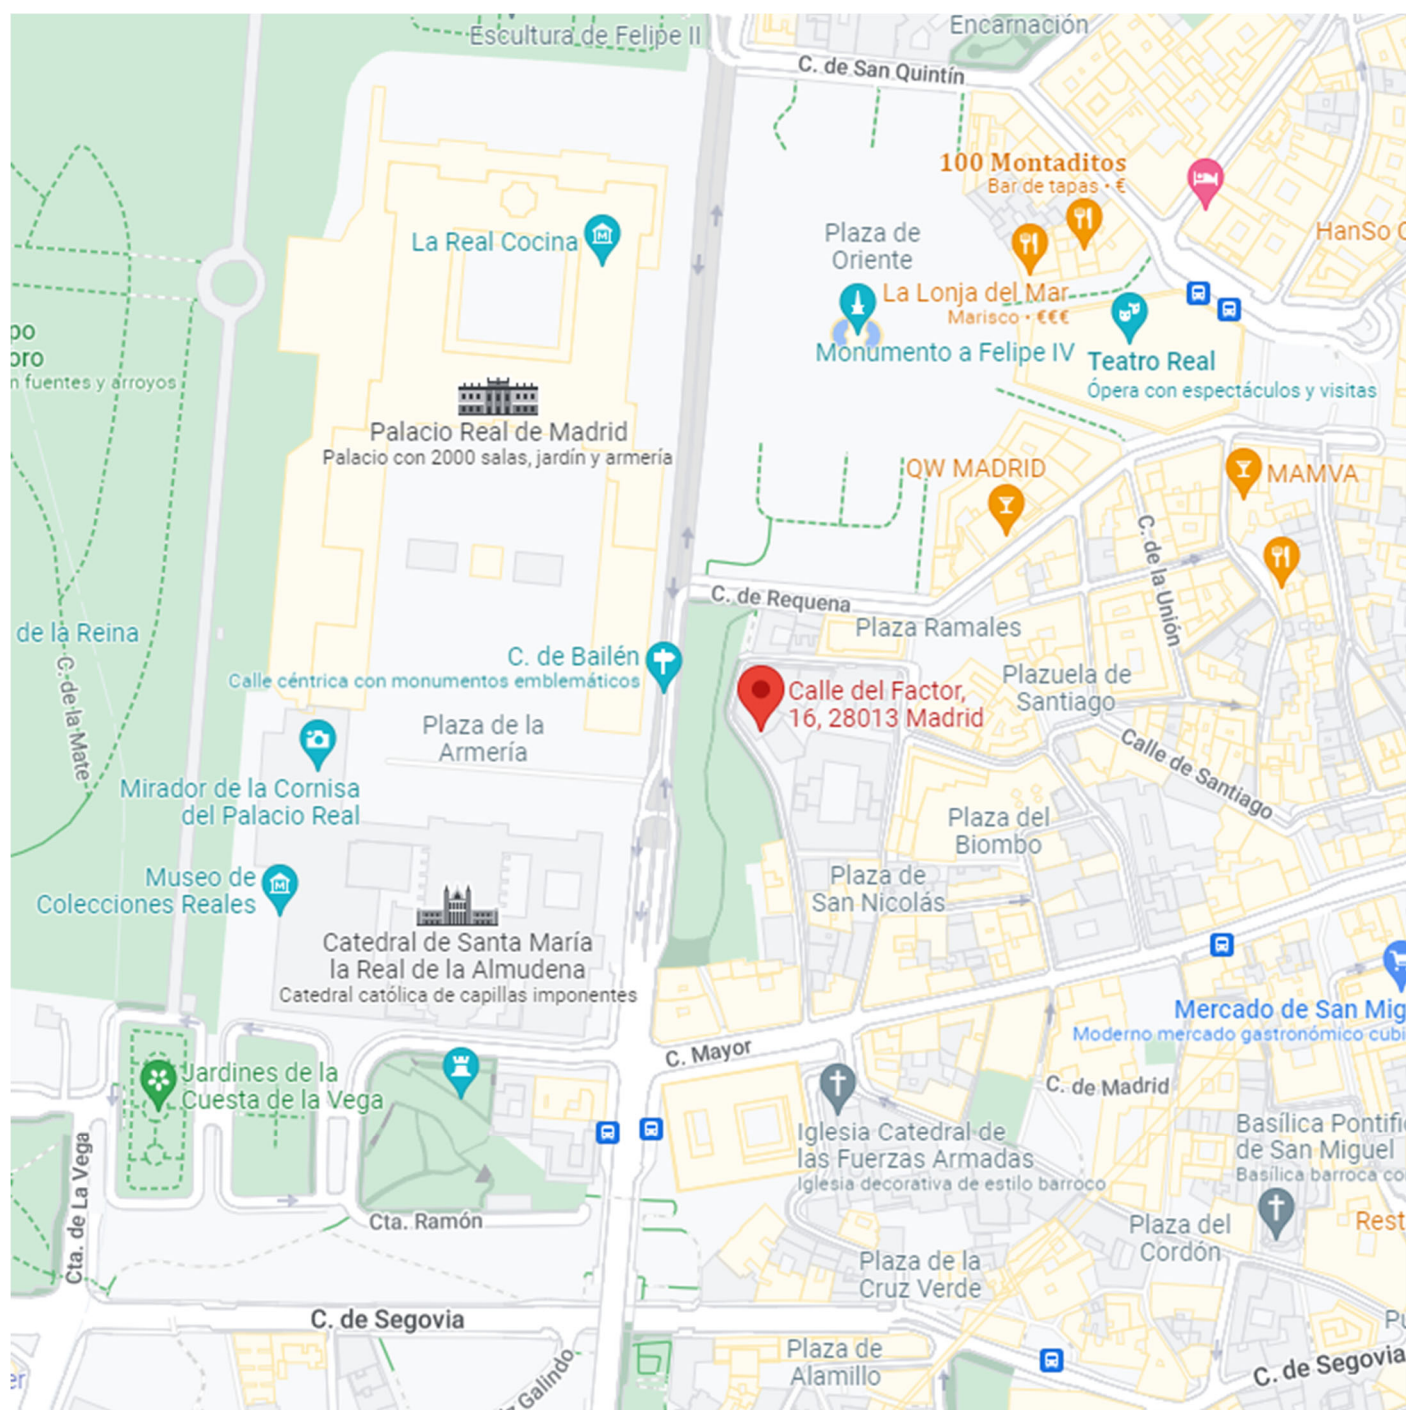 Escultura de Felipe II
Encarnación
C. de San Quintín
100 Montaditos
Bar de tapas • €
La Real Cocina
Plaza de
Oriente
HanSo
La Lonja del Mar
Marisco • €€€
Monumento a Felipe IV
Teatro Real
Ópera con espectáculos y visitas
po
oro
n fuentes y arroyos
Palacio Real de Madrid
Palacio con 2000 salas, jardín y armería
QW MADRID
MAMVA
C. de la Unión
C. de Requena
Plaza Ramales
de la Reina
C. de la Mate
C. de Bailén
Calle céntrica con monumentos emblemáticos
Plazuela de
Santiago
Calle del Factor,
16, 28013 Madrid
Plaza de la
Armería
Calle de Santiago
Mirador de la Cornisa
del Palacio Real
Plaza del
Biombo
Museo de
Colecciones Reales
Plaza de
San Nicolás
Catedral de Santa María
la Real de la Almudena
Catedral católica de capillas imponentes
Mercado de San Mig
Moderno mercado gastronómico cubi
C. Mayor
Jardines de la
Cuesta de la Vega
C. de Madrid
Iglesia Catedral de
las Fuerzas Armadas
Iglesia decorativa de estilo barroco
Basílica Pontifi
de San Miguel
Basílica barroca co
Cta. de La Vega
Cta. Ramón
Plaza del
Cordón
Rest
Plaza de la
Cruz Verde
C. de Segovia
Plaza de
Alamillo
Pu
C. de Segovia
z Galindo
er